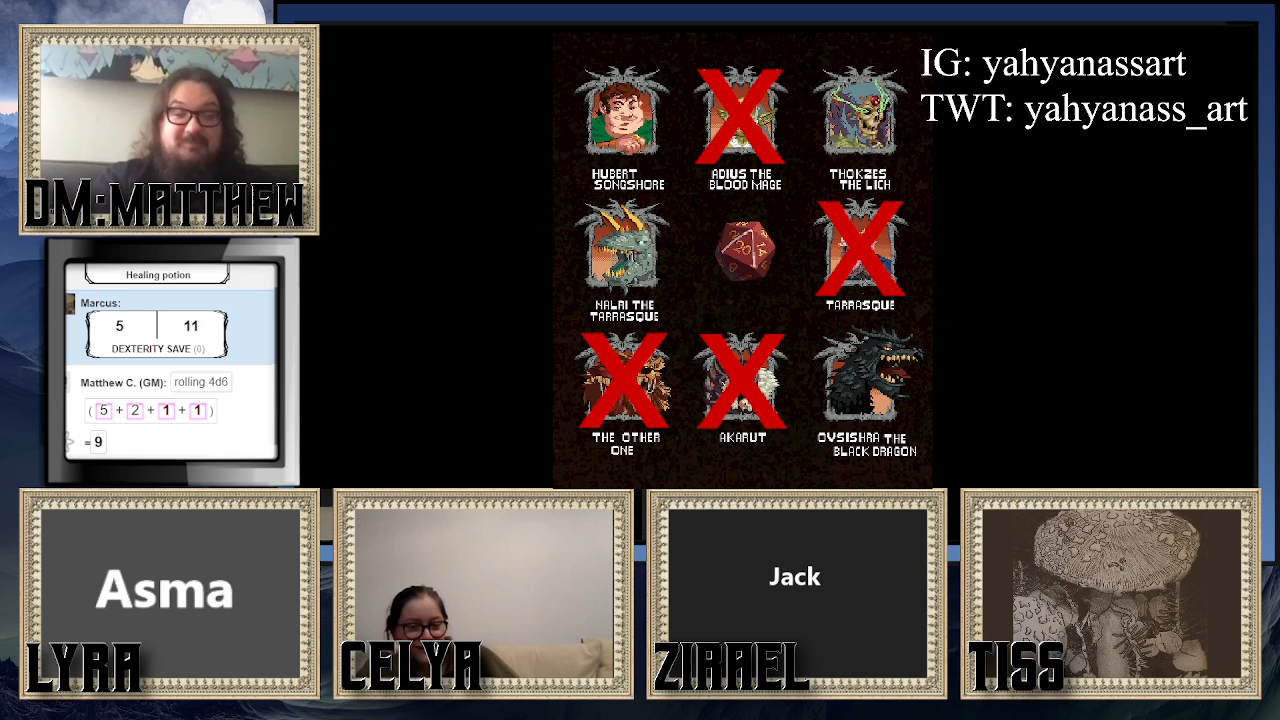 IG: yahyanassart
TWT: yahyanass_art
DM:MATTHEW
HUBERT
SONGSHORE
ADIUS THE
BLOOD MAGE
THOKZES
THE LICH
20
NALRI THE
TARRASQUE
TARRASQUE
THE OTHER
ONE
AKARUT
OVSISHRA THE
BLACK DRAGON
Healing potion
Marcus:
5 11
DEXTERITY SAVE (0)
Matthew C. (GM): rolling 4d6
( 5 + 2 + 1 + 1 )
= 9
Asma
LYRA
CELYA
Jack
ZIRAEL
TISS